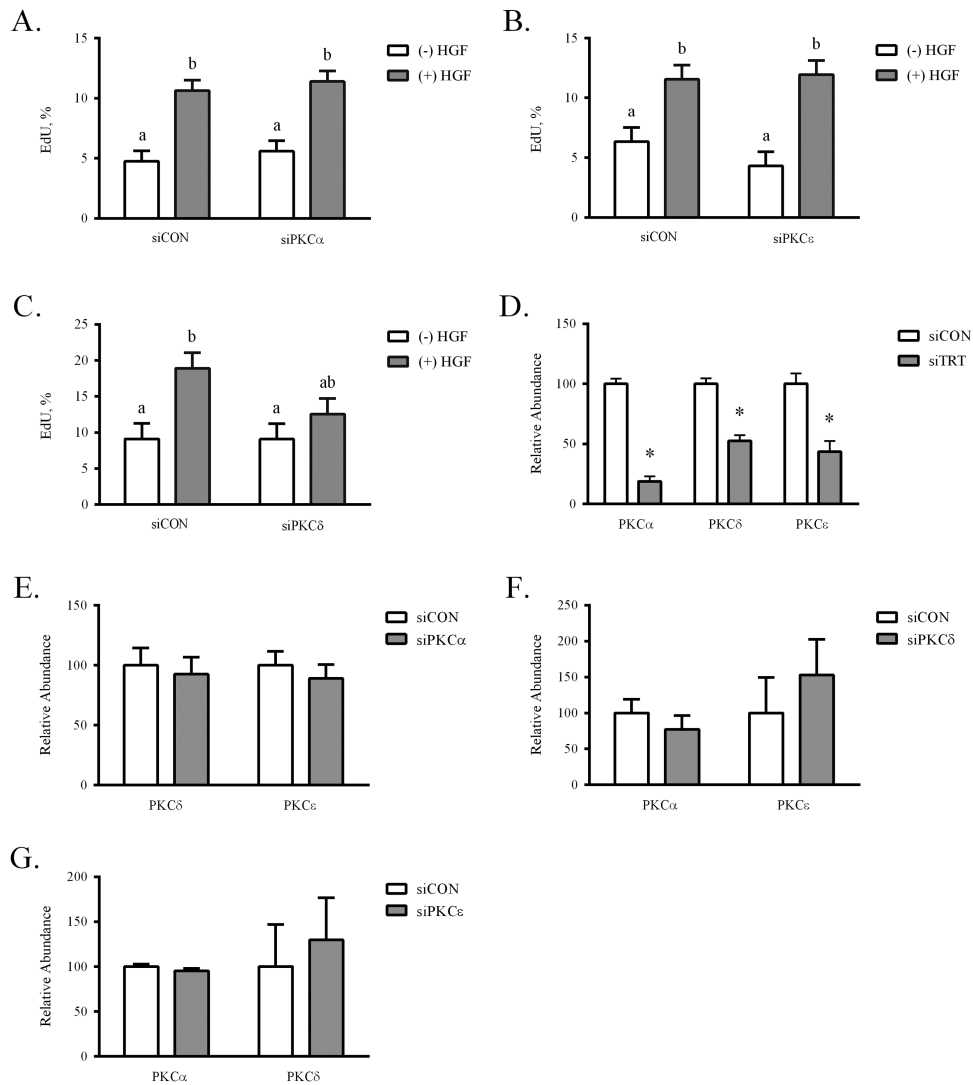 A.
15
10
5
0
EdU, %
a
b
a
b
siCON
siPKCα
(-) HGF
(+) HGF
B.
15
10
5
0
EdU, %
a
b
a
b
siCON
siPKCε
(-) HGF
(+) HGF
C.
25
20
15
10
5
0
EdU, %
a
b
a
ab
siCON
siPKCδ
(-) HGF
(+) HGF
D.
150
100
50
0
Relative Abundance
*
*
*
PKCα
PKCδ
PKCε
siCON
siTRT
E.
150
100
50
0
Relative Abundance
PKCδ
PKCε
siCON
siPKCα
F.
250
200
150
100
50
0
Relative Abundance
PKCα
PKCε
siCON
siPKCδ
G.
200
150
100
50
0
Relative Abundance
PKCα
PKCδ
siCON
siPKCε